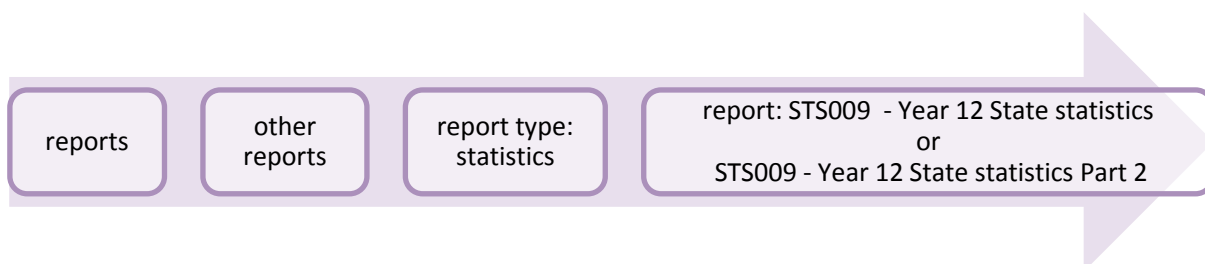 reports
other
reports
report type:
statistics
report: STS009 - Year 12 State statistics
or
STS009 - Year 12 State statistics Part 2